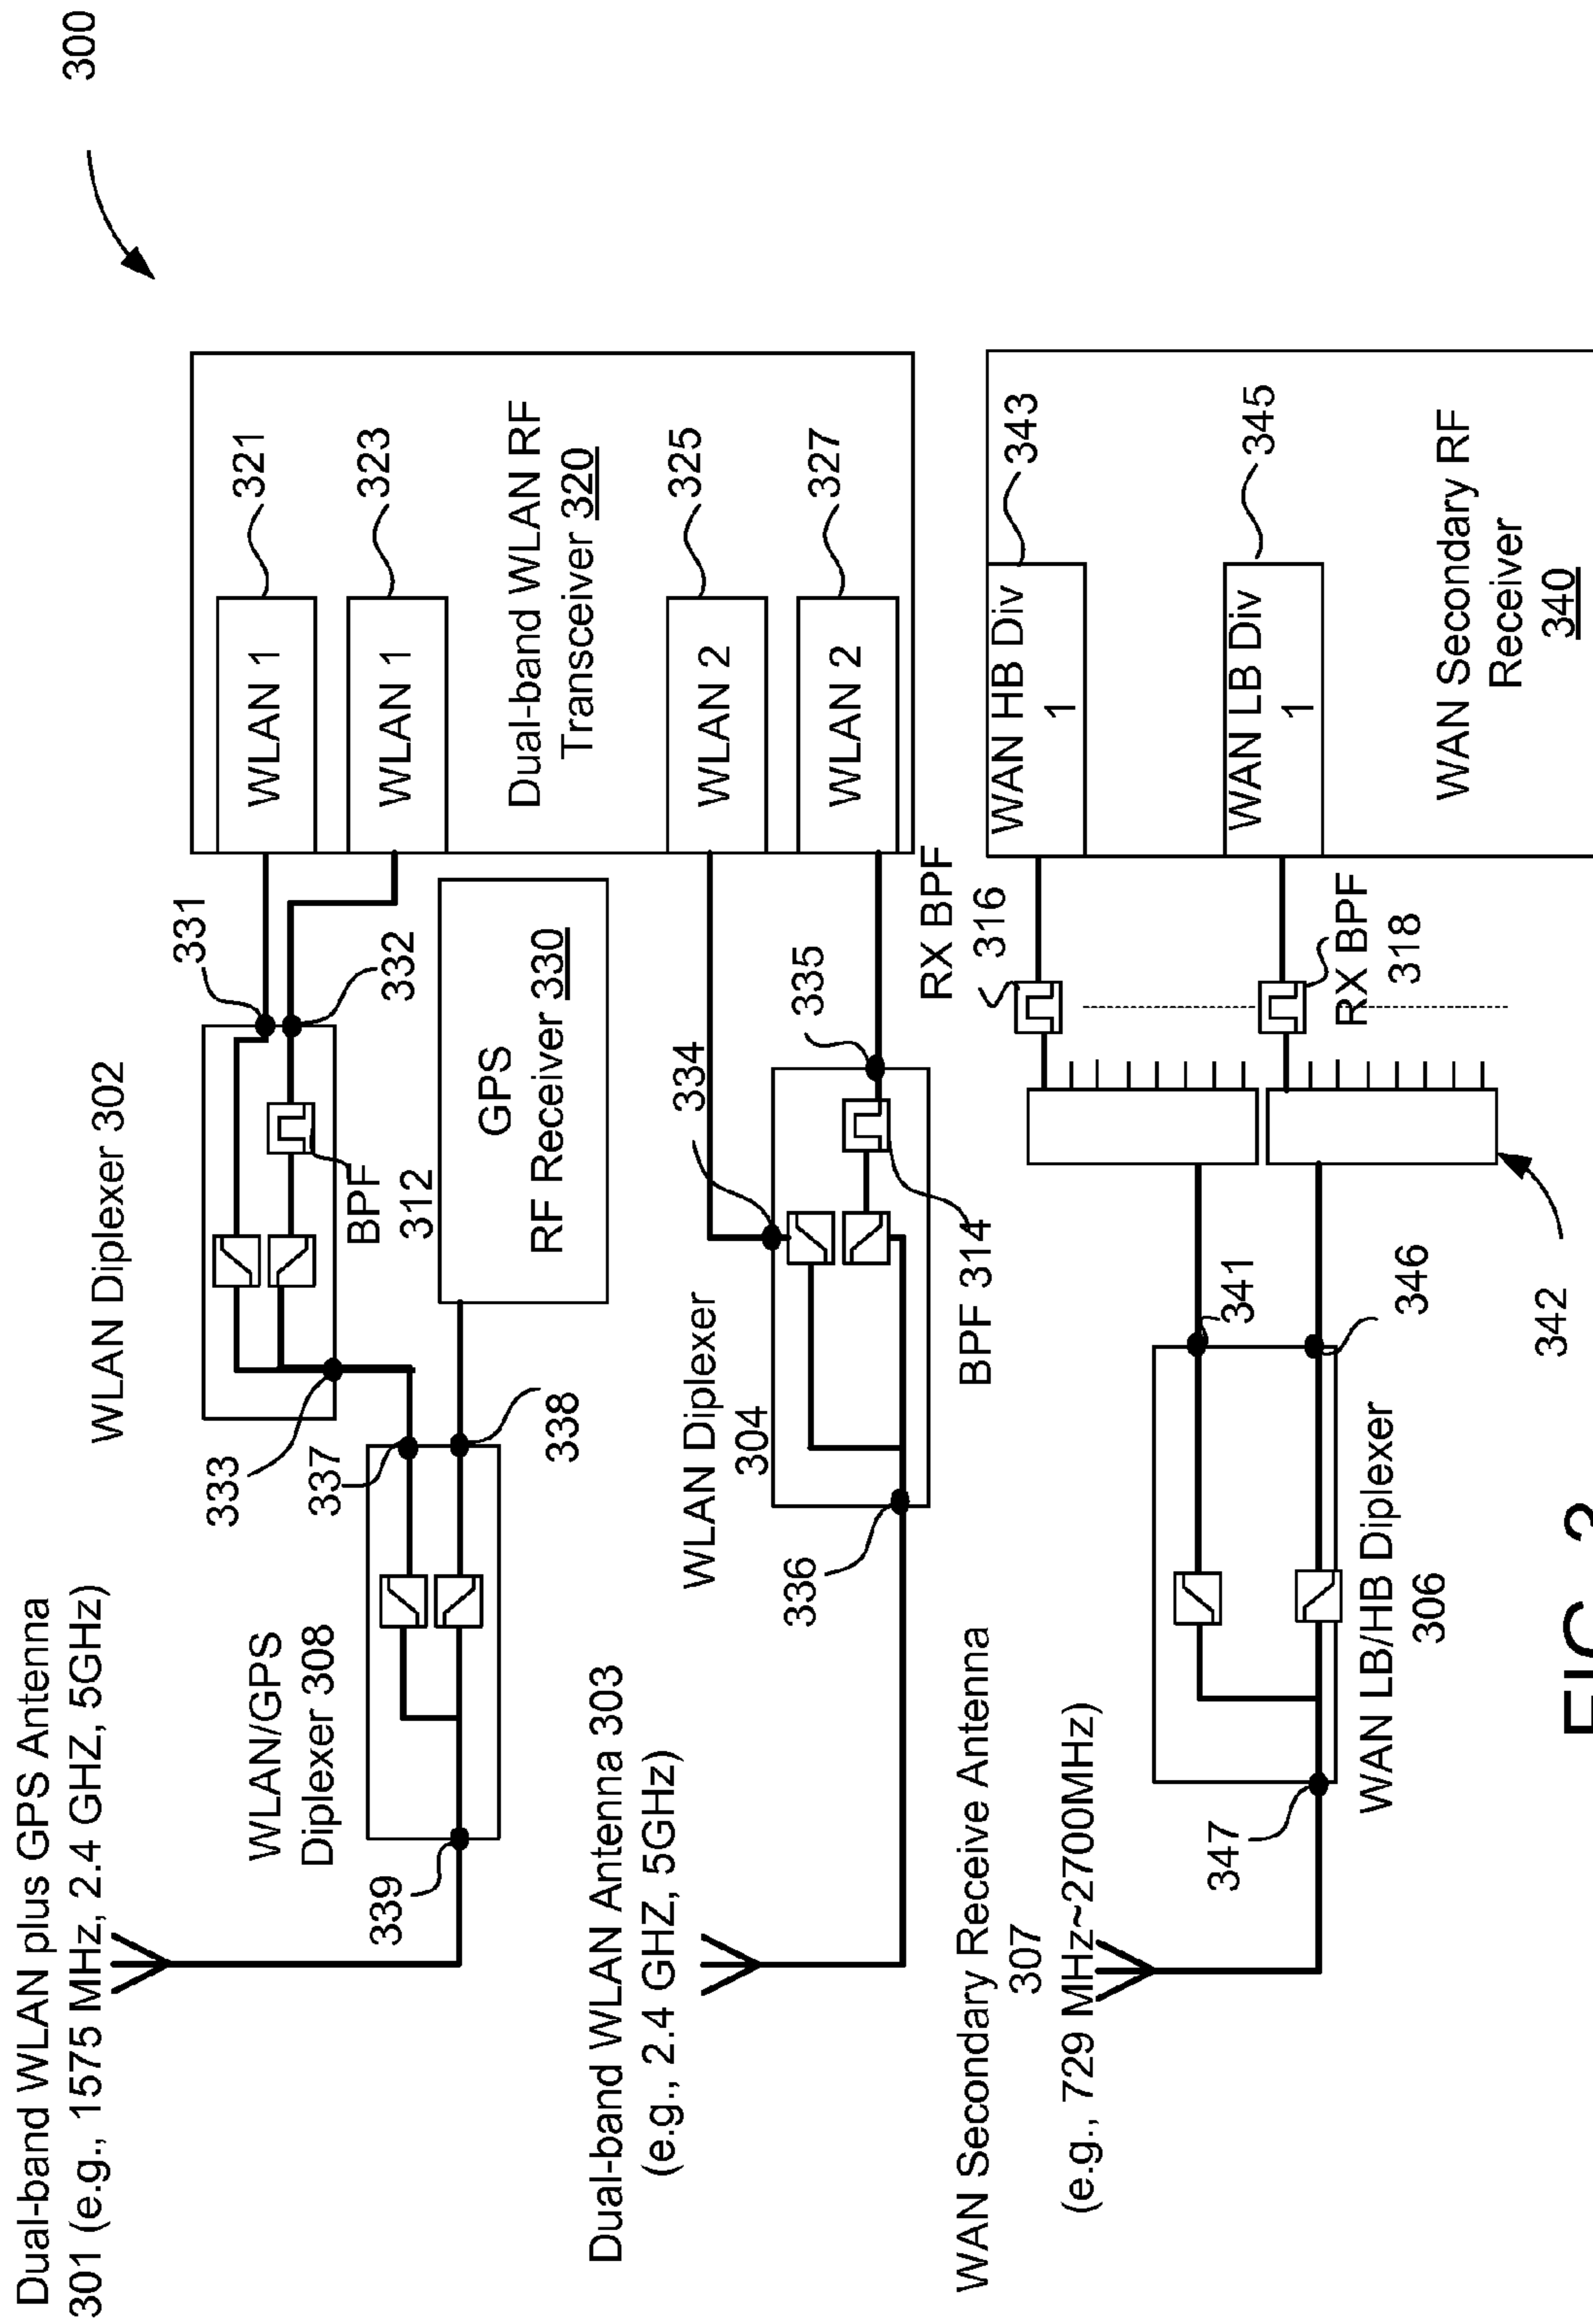 300
Dual-band WLAN plus GPS Antenna
301 (e.g., 1575 MHz, 2.4 GHZ, 5GHz)
WLAN Diplexer 302
331
332
333
BPF
312
WLAN/GPS
Diplexer 308
337
338
339
WLAN 1
321
WLAN 1
323
Dual-band WLAN RF
Transceiver 320
WLAN 2
325
WLAN 2
327
GPS
RF Receiver 330
Dual-band WLAN Antenna 303
(e.g., 2.4 GHZ, 5GHz)
WLAN Diplexer
304
334
335
336
BPF 314
WAN Secondary Receive Antenna
307
(e.g., 729 MHz~2700MHz)
347
WAN LB/HB Diplexer
306
341
346
342
RX BPF
316
RX BPF
318
WAN HB Div
1
343
WAN LB Div
1
345
WAN Secondary RF
Receiver
340